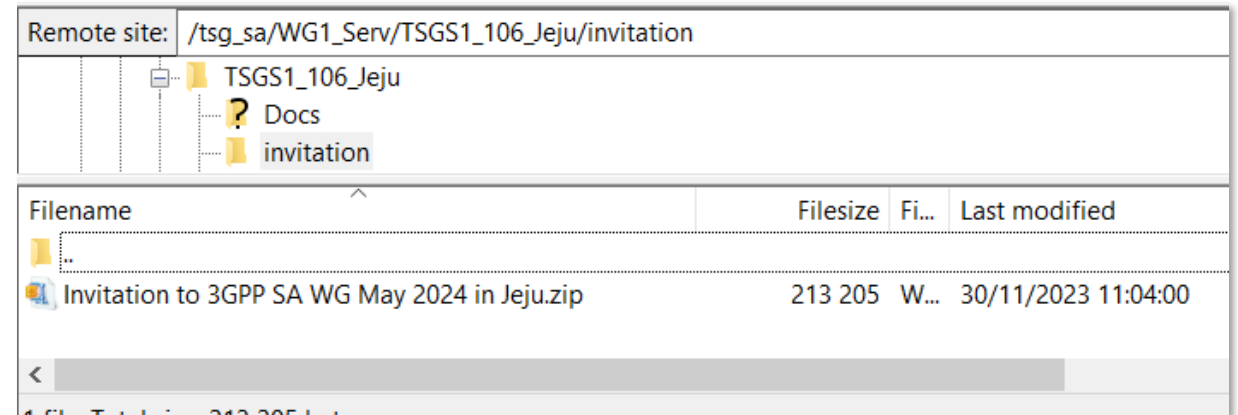 Remote site: /tsg_sa/WG1_Serv/TSGS1_106_Jeju/invitation
TSGS1_106_Jeju
? Docs
invitation
Filename Filesize Fi... Last modified
..
Invitation to 3GPP SA WG May 2024 in Jeju.zip 213 205 W... 30/11/2023 11:04:00